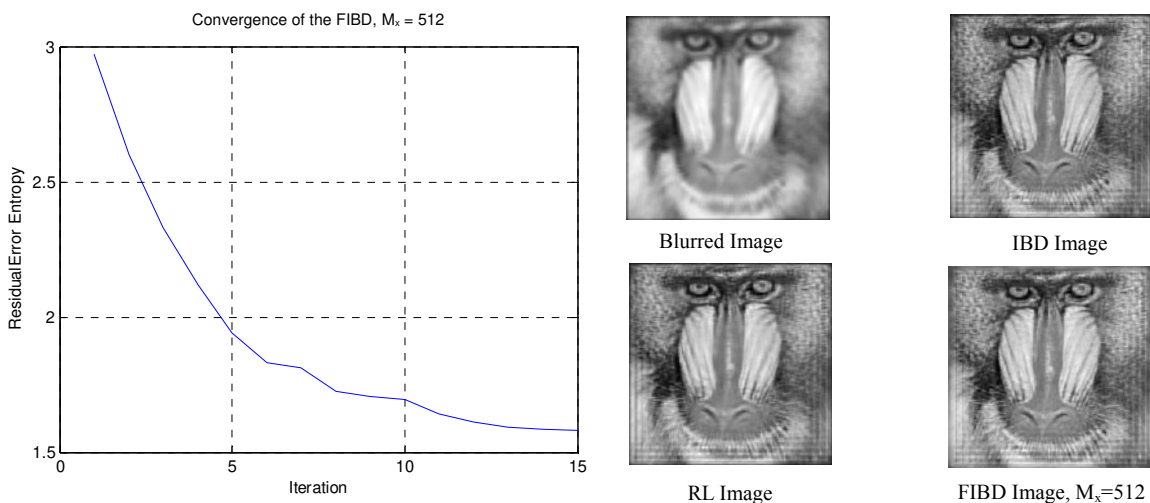 Convergence of the FIBD, Mₓ = 512
3
2.5
2
1.5
Residual Error Entropy
0
5
10
15
Iteration
Blurred Image
IBD Image
RL Image
FIBD Image, Mₓ=512